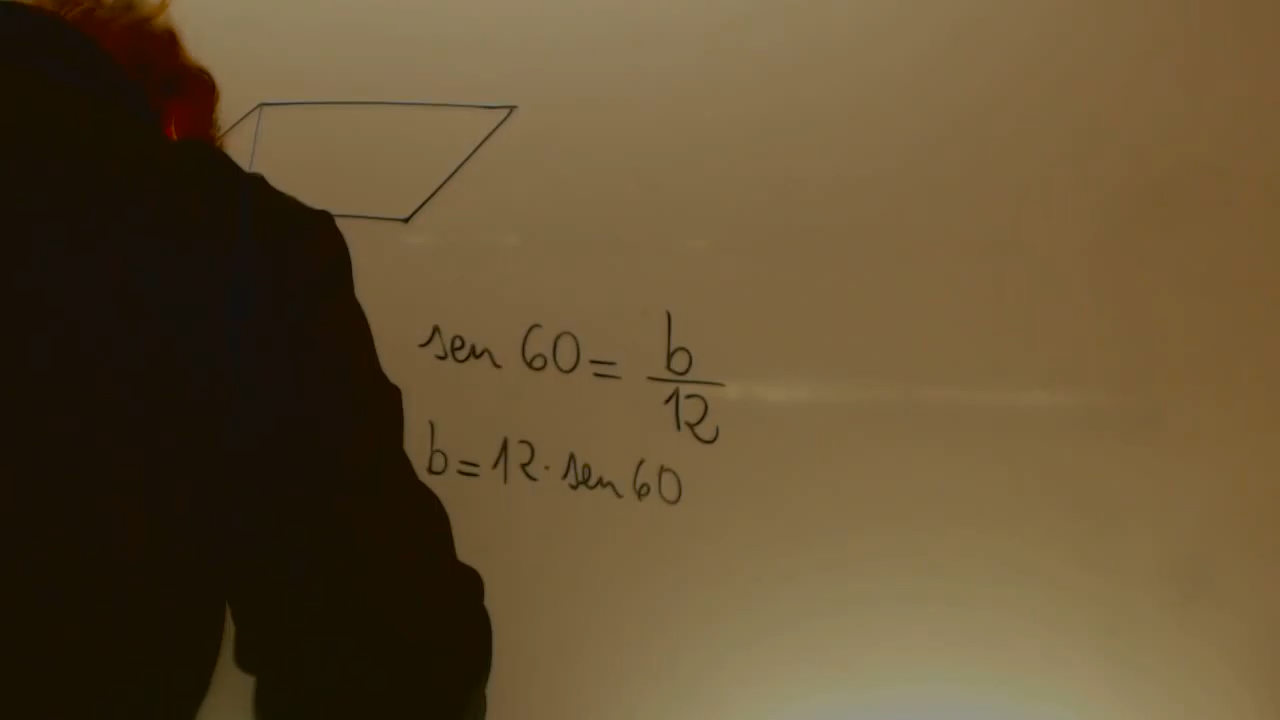 sen 60 = b/12
b = 12 · sen 60